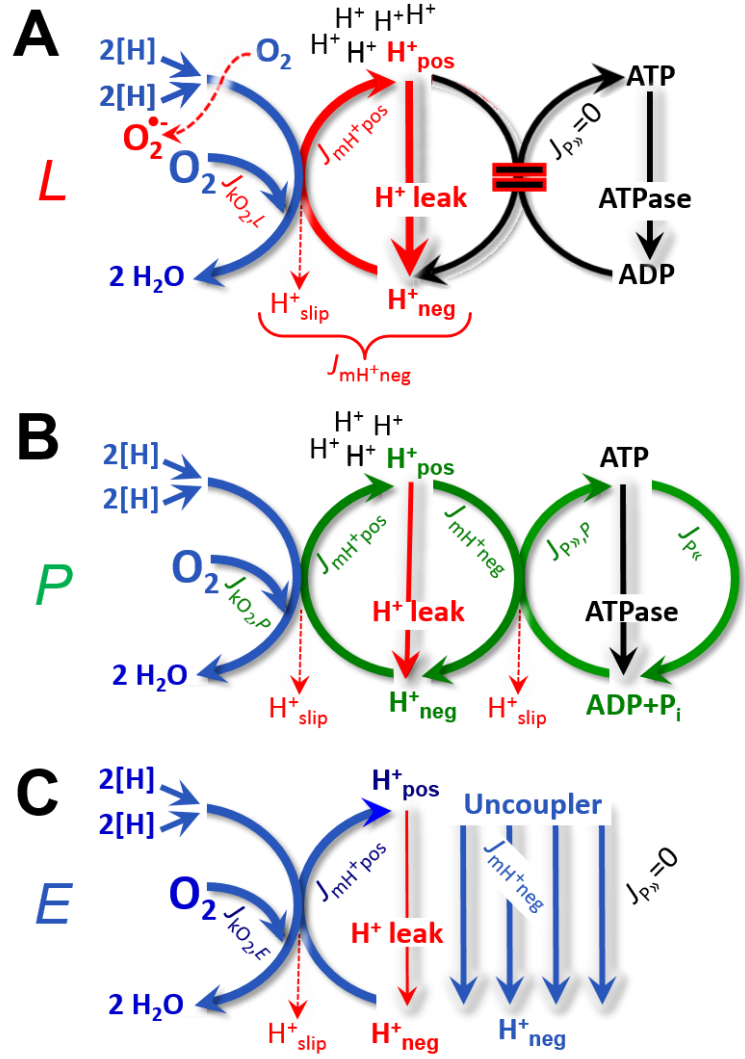 A
H⁺ H⁺ H⁺
H⁺ H⁺ H⁺pos
2[H]
2[H]
O₂
O₂•-
O₂
JkO₂,L
2 H₂O
L
JmH⁺pos
H⁺ leak
H⁺slip
H⁺neg
JmH⁺neg
JP»=0
ATP
ATPase
ADP
B
H⁺ H⁺
H⁺ H⁺ H⁺pos
2[H]
2[H]
O₂
JkO₂,P
2 H₂O
P
JmH⁺pos
H⁺ leak
H⁺slip
H⁺neg
JmH⁺neg
H⁺slip
JP»,P
ATP
ATPase
JP«
ADP+Pi
C
2[H]
2[H]
O₂
JkO₂,E
2 H₂O
E
H⁺pos
JmH⁺pos
H⁺ leak
H⁺slip
H⁺neg
Uncoupler
JmH⁺neg
JP»=0
H⁺neg